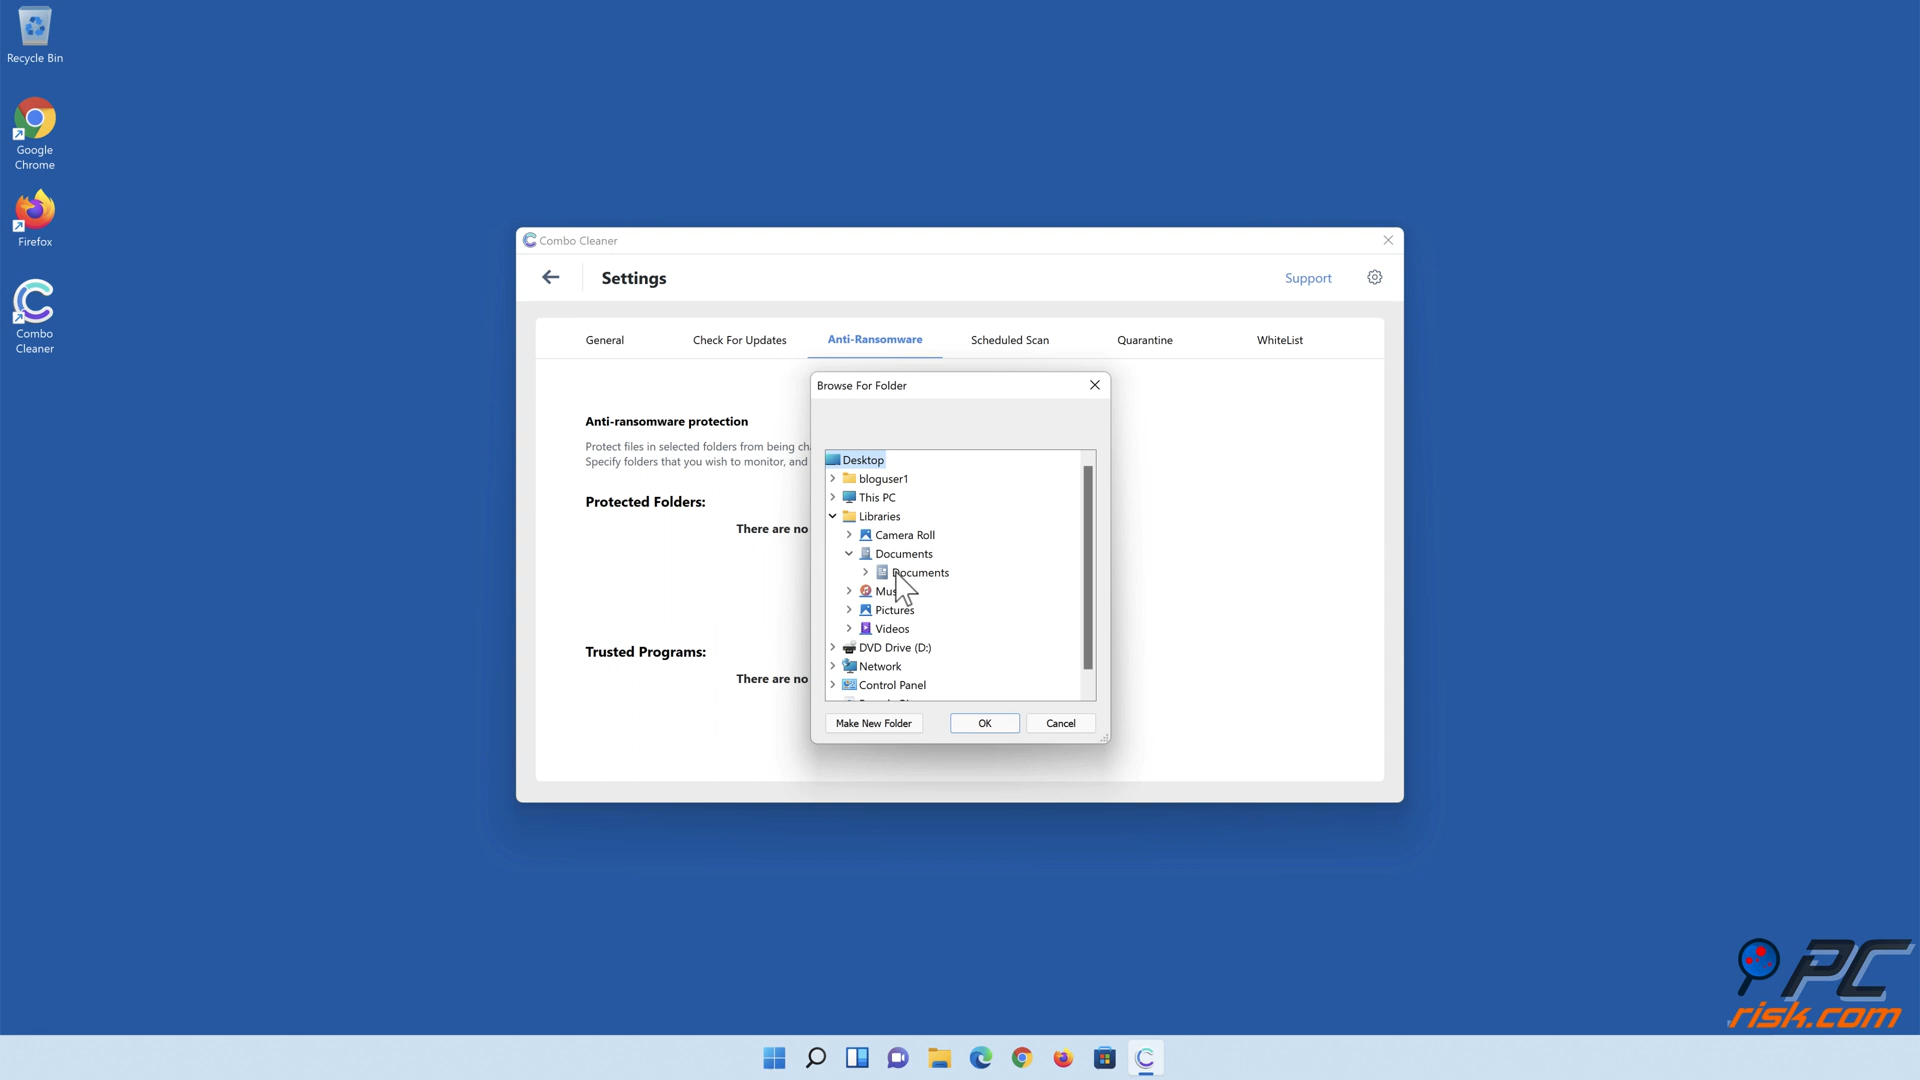 Recycle Bin
Google
Chrome
Firefox
Combo
Cleaner
Combo Cleaner
Settings
Support
General
Check For Updates
Anti-Ransomware
Scheduled Scan
Quarantine
WhiteList
Anti-ransomware protection
Protect files in selected folders from being
Specify folders that you wish to monitor, and
Protected Folders:
There are no
Trusted Programs:
There are no
Browse For Folder
Desktop
bloguser1
This PC
Libraries
Camera Roll
Documents
Documents
Pictures
Videos
DVD Drive (D:)
Network
Control Panel
Make New Folder
OK
Cancel
PC
risk.com